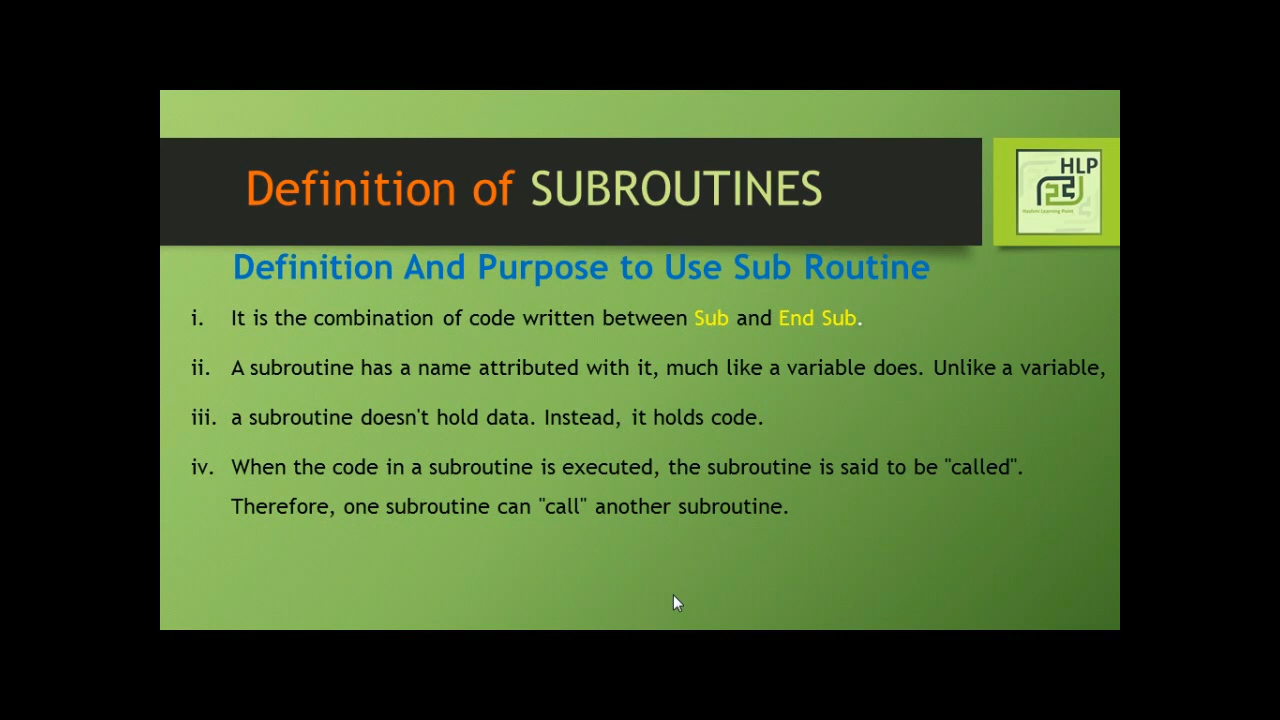 Definition of SUBROUTINES
HLP
Hashmi Learning Point
Definition And Purpose to Use Sub Routine
i. It is the combination of code written between Sub and End Sub.
ii. A subroutine has a name attributed with it, much like a variable does. Unlike a variable,
iii. a subroutine doesn't hold data. Instead, it holds code.
iv. When the code in a subroutine is executed, the subroutine is said to be "called".
Therefore, one subroutine can "call" another subroutine.